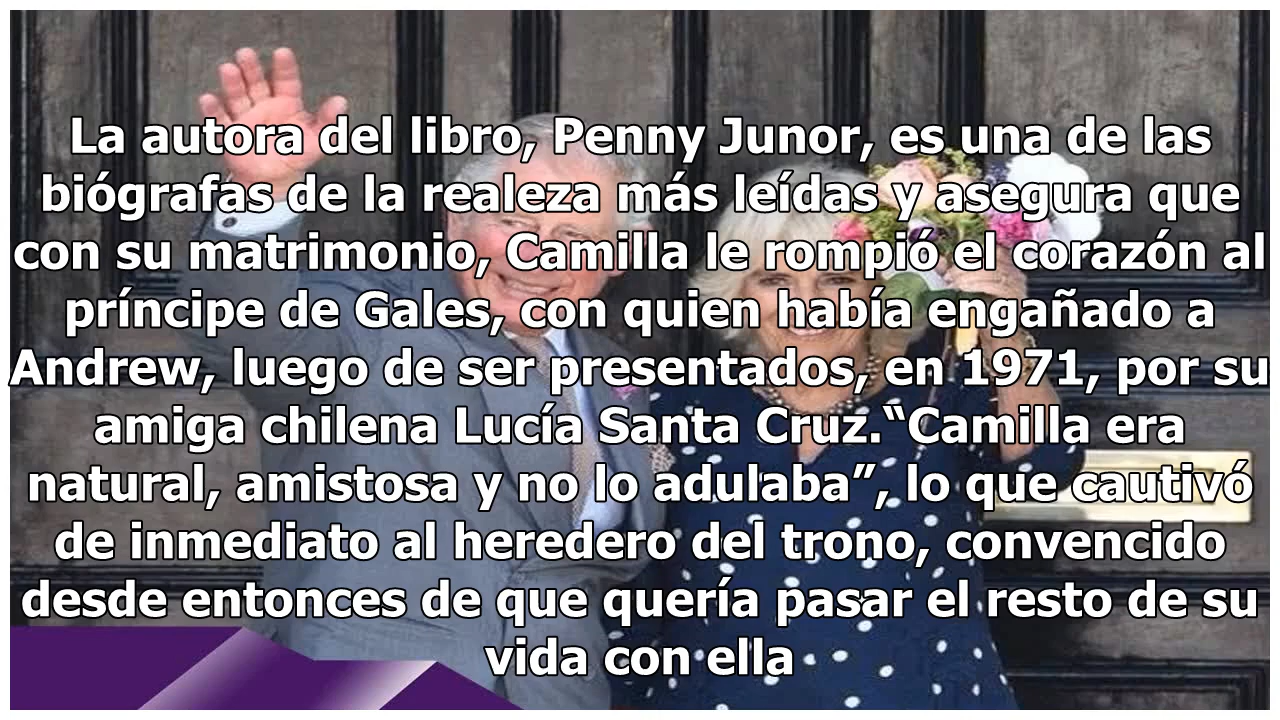 La autora del libro, Penny Junor, es una de las
biógrafas de la realeza más leídas y asegura que
con su matrimonio, Camilla le rompió el corazón al
príncipe de Gales, con quien había engañado a
Andrew, luego de ser presentados, en 1971, por su
amiga chilena Lucía Santa Cruz.“Camilla era
natural, amistosa y no lo adulaba”, lo que cautivó
de inmediato al heredero del trono, convencido
desde entonces de que quería pasar el resto de su
vida con ella